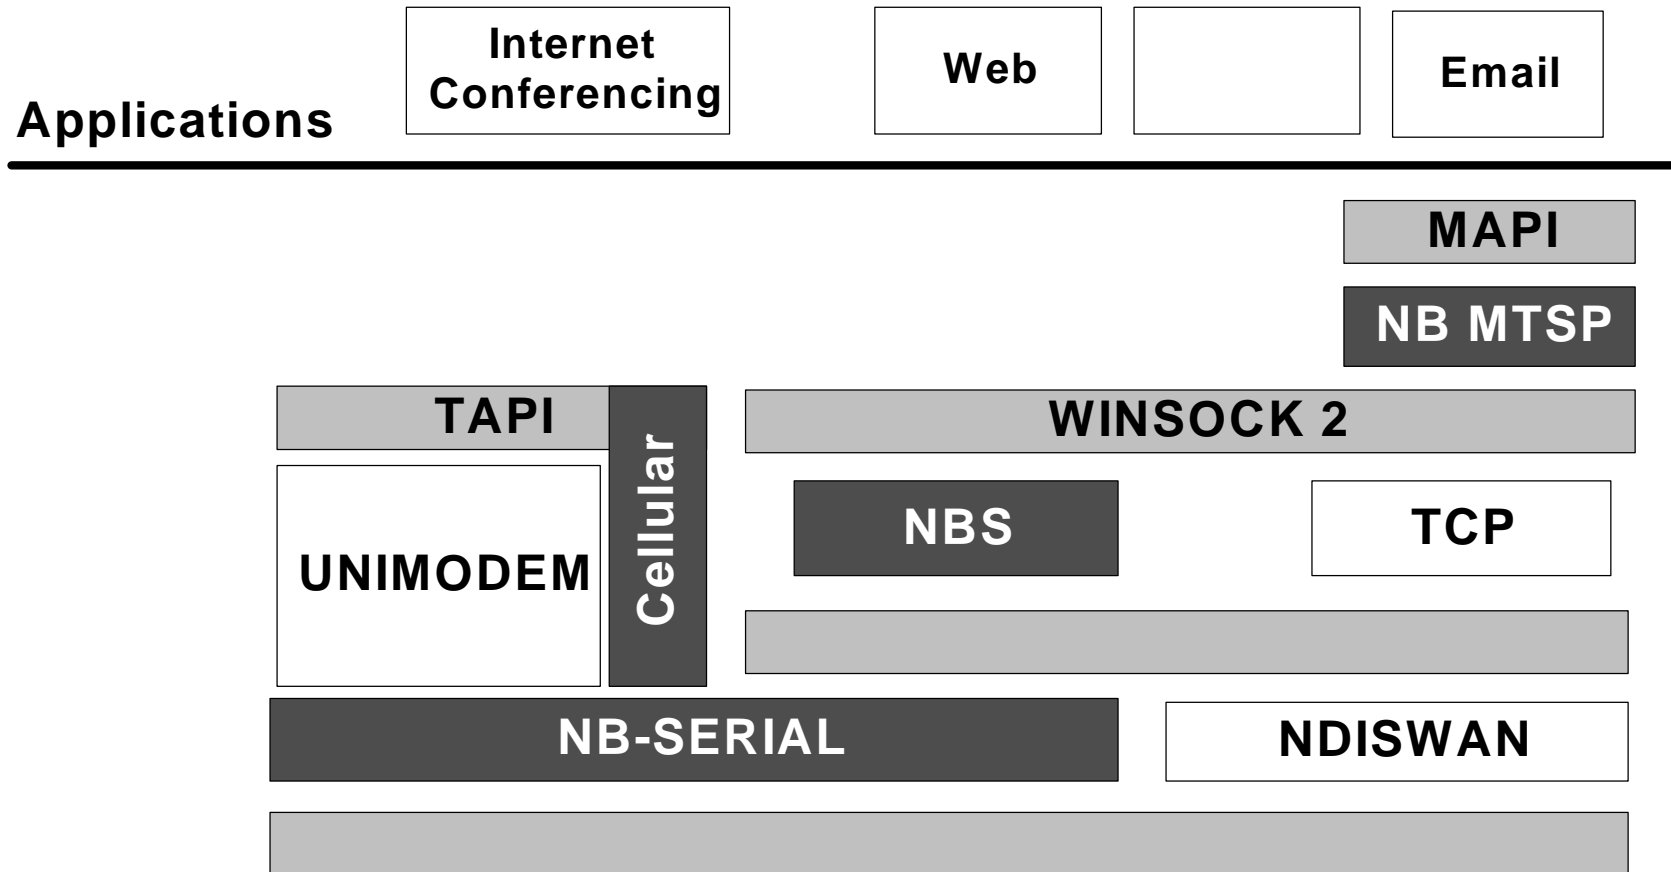 Internet
Conferencing
Web
Email
Applications
MAPI
NB MTSP
TAPI
Cellular
WINSOCK 2
UNIMODEM
NBS
TCP
NB-SERIAL
NDISWAN